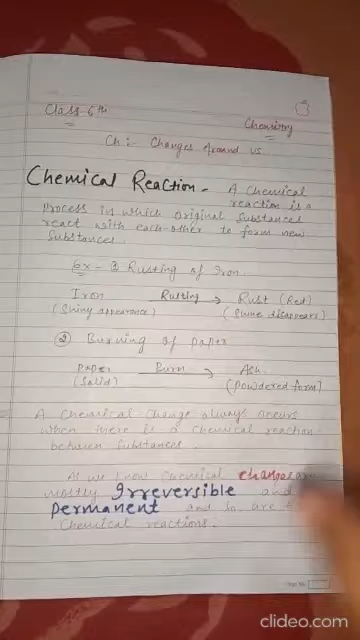 Class-6th
Chemistry
Ch:- Changes around us
Chemical Reaction - A Chemical
reaction is a
process in which original substances
react with each-other to form new
substances.
Ex - ① Rusting of Iron.
Iron Rusting → Rust (Red)
(Shiny appearance) (Shine disappears)
② Burning of paper
paper Burn → Ash
(Solid) (powdered form)
A Chemical Change always occurs
when there is a chemical reaction
between substances.
As we know Chemical changes are
mostly Irreversible and
permanent and so are
Chemical reactions.
Page No.
clideo.com